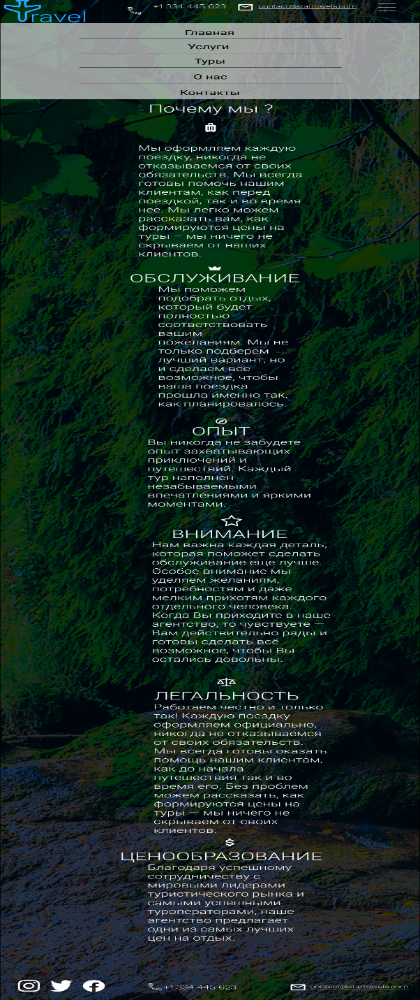 Travel
+1 334-445-623 contact@startravels.com
Главная
Услуги
Туры
О нас
Контакты
Почему мы ?
Мы оформляем каждую
поездку, никогда не
отказываемся от своих
обязательств. Мы всегда
готовы помочь нашим
клиентам, как перед
поездкой, так и во время
нее. Мы легко можем
рассказать вам, как
формируются цены на
туры — мы ничего не
скрываем от наших
клиентов.
ОБСЛУЖИВАНИЕ
Мы поможем
подобрать отдых,
который будет
полностью
соответствовать
вашим
пожеланиям. Мы не
только подберем
лучший вариант, но
и сделаем все
возможное, чтобы
ваша поездка
прошла именно так,
как планировалось.
ОПЫТ
Вы никогда не забудете
опыт захватывающих
приключений и
путешествий. Каждый
тур наполнен
незабываемыми
впечатлениями и яркими
моментами.
ВНИМАНИЕ
Нам важна каждая деталь,
которая поможет сделать
обслуживание еще лучше.
Особое внимание мы
уделяем желаниям,
потребностям и даже
мелким прихотям каждого
отдельного человека.
Когда Вы приходите в наше
агентство, то чувствуете —
Вам действительно рады и
готовы сделать всё
возможное, чтобы Вы
остались довольны.
ЛЕГАЛЬНОСТЬ
Работаем честно и только
так! Каждую поездку
оформляем официально,
никогда не отказываемся
от своих обязательств.
Мы всегда готовы оказать
помощь нашим клиентам,
как до начала
путешествия так и во
время его. Без проблем
можем рассказать, как
формируются цены на
туры — мы ничего не
скрываем от своих
клиентов.
ЦЕНООБРАЗОВАНИЕ
Благодаря успешному
сотрудничеству с
мировыми лидерами
туристического рынка и
самыми успешными
туроператорами, наше
агентство предлагает
одни из самых лучших
цен на отдых.
+1 334-445-623 contact@startravels.com